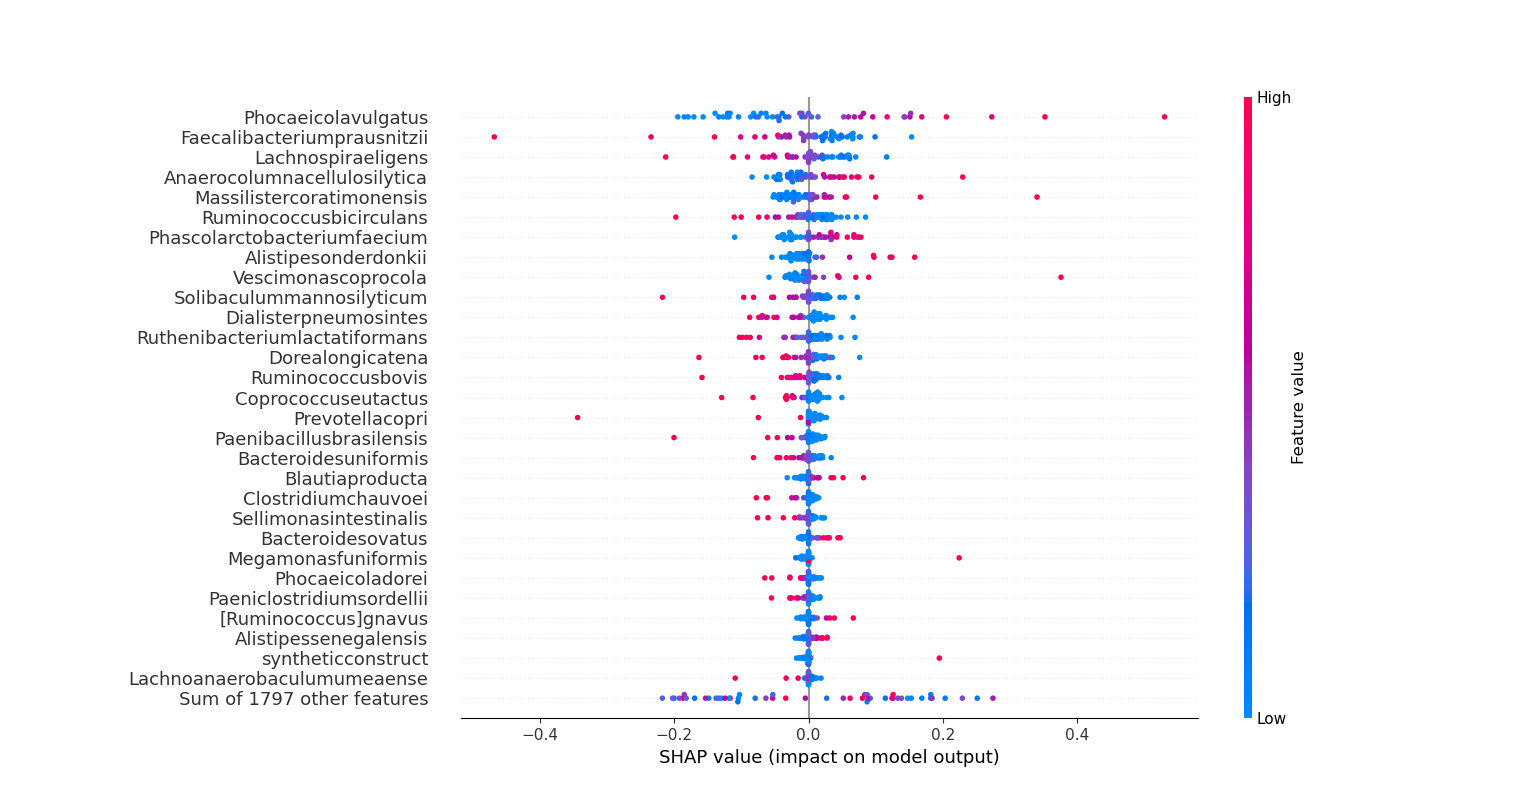 High
Phocaeicolavulgatus
Faecalibacteriumprausnitzii
Lachnospiraeligens
Anaerocolumnacellulosilytica
Massilistercoratimonensis
Ruminococcusbicirculans
Phascolarctobacteriumfaecium
Alistipesonderdonkii
Vescimonascoprocola
Solibaculummannosilyticum
Dialisterpneumosintes
Ruthenibacteriumlactatiformans
Dorealongicatena
Ruminococcusbovis
Coprococcuseutactus
Prevotellacopri
Paenibacillusbrasilensis
Bacteroidesuniformis
Blautiaproducta
Clostridiumchauvoei
Sellimonasintestinalis
Bacteroidesovatus
Megamonasfuniformis
Phocaeicoladorei
Paeniclostridiumsordellii
[Ruminococcus]gnavus
Alistipessenegalensis
syntheticconstruct
Lachnoanaerobaculumumeaense
Sum of 1797 other features
Feature value
Low
−0.4 −0.2 0.0 0.2 0.4
SHAP value (impact on model output)